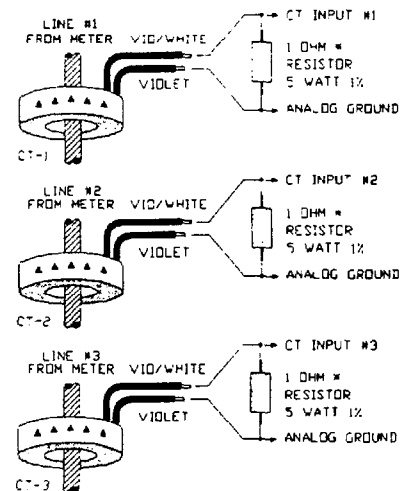 LINE #1
FROM METER
VIO/WHITE
VIOLET
CT-1
CT INPUT #1
1 OHM *
RESISTOR
5 WATT 1%
ANALOG GROUND
LINE #2
FROM METER
VIO/WHITE
VIOLET
CT-2
CT INPUT #2
1 OHM *
RESISTOR
5 WATT 1%
ANALOG GROUND
LINE #3
FROM METER
VIO/WHITE
VIOLET
CT-3
CT INPUT #3
1 OHM *
RESISTOR
5 WATT 1%
ANALOG GROUND